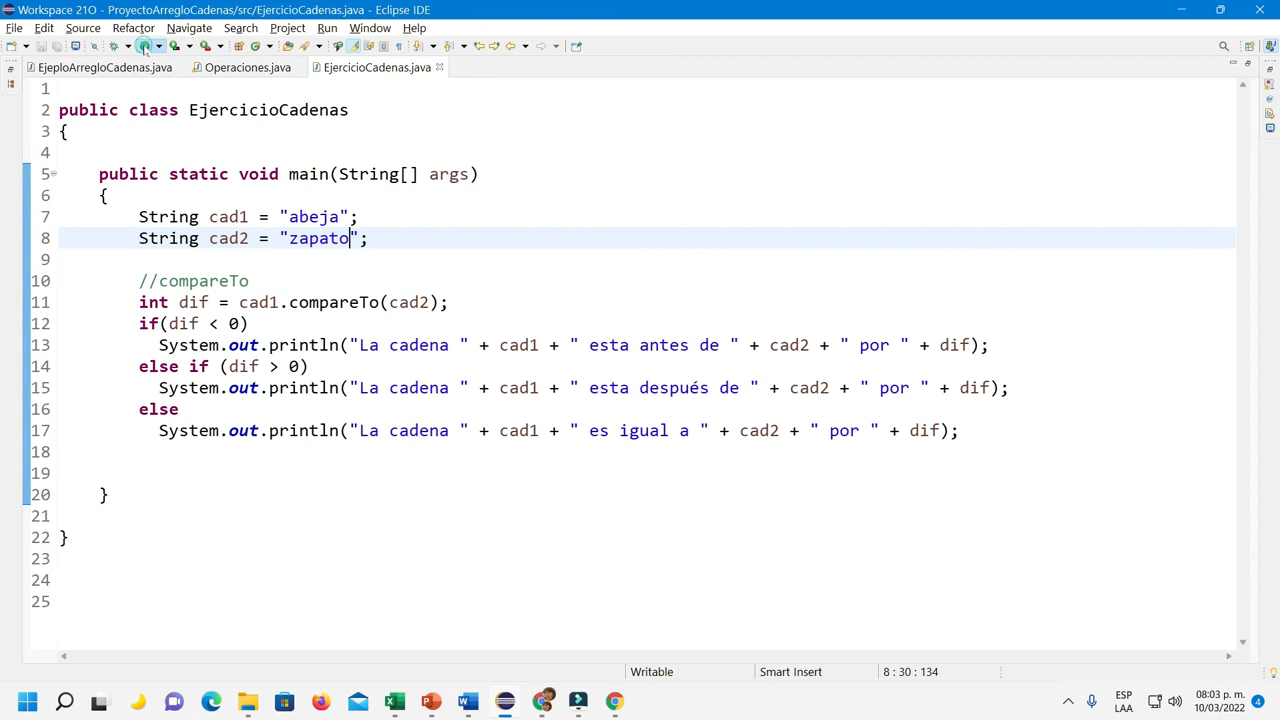 Workspace 21O - ProyectoArregloCadenas/src/EjercicioCadenas.java - Eclipse IDE
File Edit Source Refactor Navigate Search Project Run Window Help
EjeploArregloCadenas.java Operaciones.java EjercicioCadenas.java
1
2 public class EjercicioCadenas
3 {
4
5 public static void main(String[] args)
6 {
7 String cad1 = "abeja";
8 String cad2 = "zapato";
9
10 //compareTo
11 int dif = cad1.compareTo(cad2);
12 if(dif < 0)
13 System.out.println("La cadena " + cad1 + " esta antes de " + cad2 + " por " + dif);
14 else if (dif > 0)
15 System.out.println("La cadena " + cad1 + " esta después de " + cad2 + " por " + dif);
16 else
17 System.out.println("La cadena " + cad1 + " es igual a " + cad2 + " por " + dif);
18
19
20 }
21
22 }
23
24
25
Writable Smart Insert 8 : 30 : 134
ESP 08:03 p. m.
LAA 10/03/2022 4